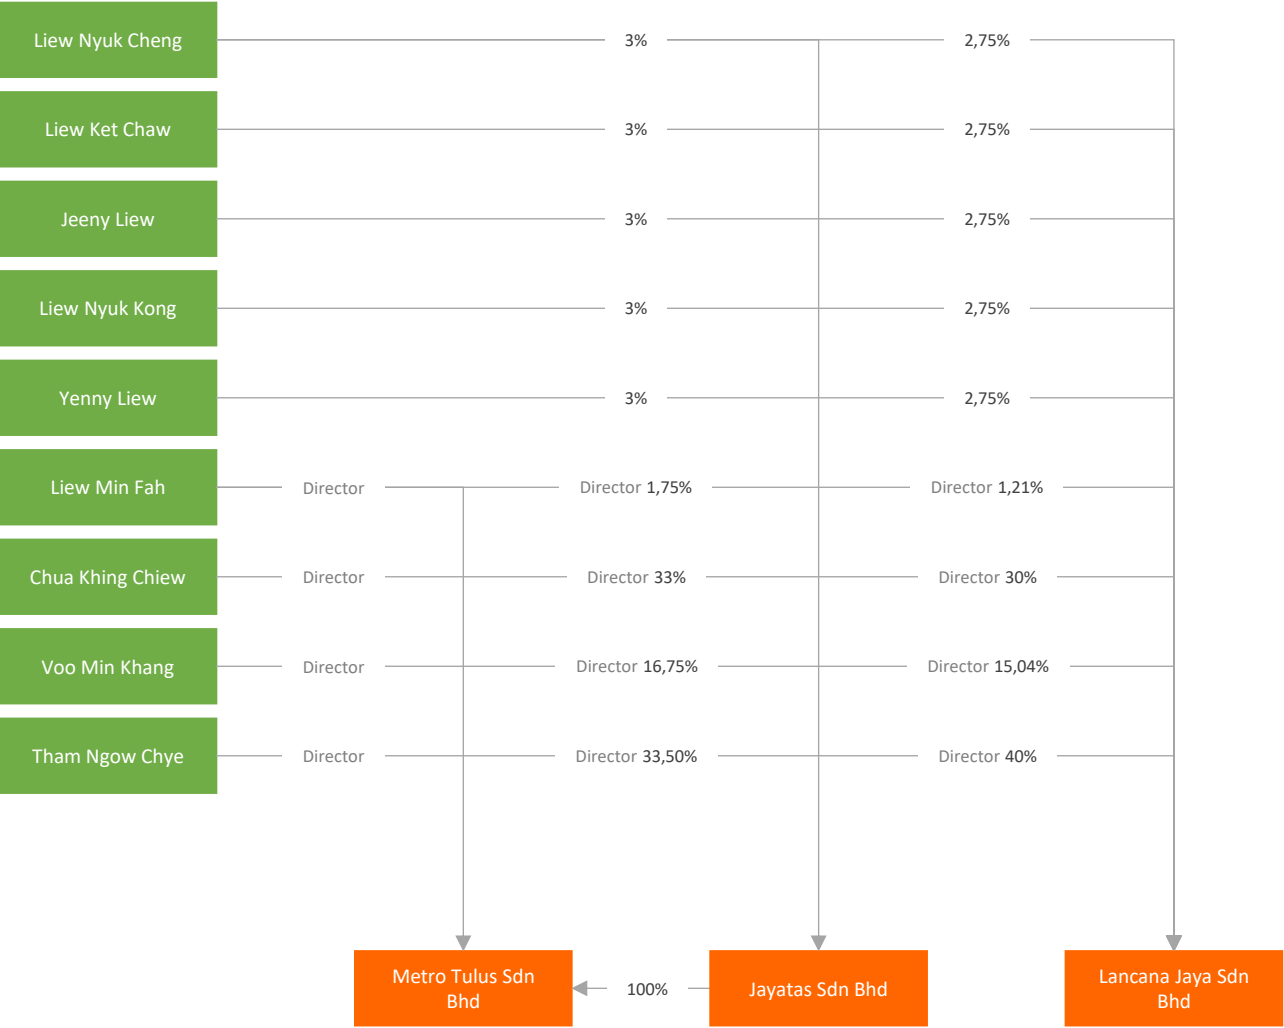 Liew Nyuk Cheng 3% 2,75%
Liew Ket Chaw 3% 2,75%
Jeeny Liew 3% 2,75%
Liew Nyuk Kong 3% 2,75%
Yenny Liew 3% 2,75%
Liew Min Fah Director Director 1,75% Director 1,21%
Chua Khing Chiew Director Director 33% Director 30%
Voo Min Khang Director Director 16,75% Director 15,04%
Tham Ngow Chye Director Director 33,50% Director 40%
Metro Tulus Sdn
Bhd
100%
Jayatas Sdn Bhd
Lancana Jaya Sdn
Bhd